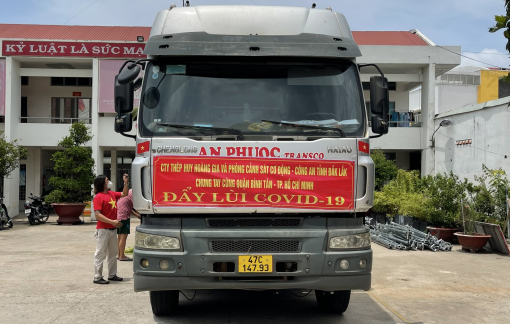 KỶ LUẬT LÀ SỨC MẠ
AN PHƯỚC TRANSCO
CHENGLONG
HAIAU
CTY THÉP HUY HOÀNG GIA VÀ PHÒNG CẢNH SÁT CƠ ĐỘNG - CÔNG AN TỈNH ĐĂK LĂK
CHUNG TAY CÙNG QUẬN BÌNH TÂN - TP. HỒ CHÍ MINH
ĐẨY LÙI COVID-19
47C
147.93